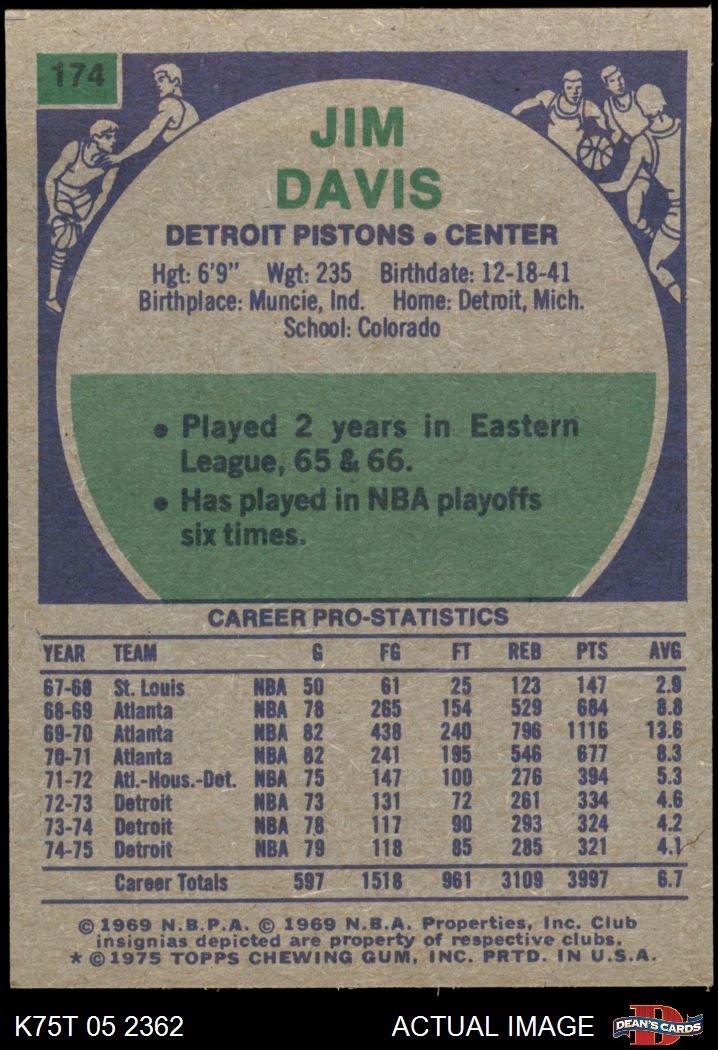 174
JIM
DAVIS
DETROIT PISTONS • CENTER
Hgt: 6'9" Wgt: 235 Birthdate: 12-18-41
Birthplace: Muncie, Ind. Home: Detroit, Mich.
School: Colorado
• Played 2 years in Eastern
League, 65 & 66.
• Has played in NBA playoffs
six times.
CAREER PRO-STATISTICS
YEAR TEAM G FG FT REB PTS AVG
67-68 St. Louis NBA 50 61 25 123 147 2.9
68-69 Atlanta NBA 78 265 154 529 684 8.8
69-70 Atlanta NBA 82 438 240 796 1116 13.6
70-71 Atlanta NBA 82 241 195 546 677 8.3
71-72 Atl.-Hous.-Det. NBA 75 147 100 276 394 5.3
72-73 Detroit NBA 73 131 72 261 334 4.6
73-74 Detroit NBA 78 117 90 293 324 4.2
74-75 Detroit NBA 79 118 85 285 321 4.1
Career Totals 597 1518 961 3109 3997 6.7
© 1969 N.B.P.A. © 1969 N.B.A. Properties, Inc. Club
insignias depicted are property of respective clubs.
* © 1975 TOPPS CHEWING GUM, INC. PRTD. IN U.S.A.
K75T 05 2362 ACTUAL IMAGE DEAN'S CARDS